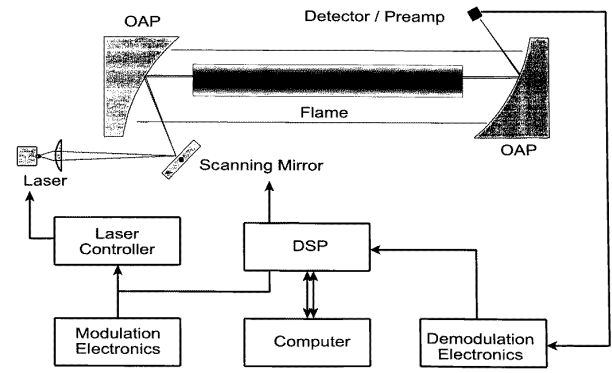 OAP
Detector / Preamp
Flame
OAP
Scanning Mirror
Laser
Laser
Controller
DSP
Modulation
Electronics
Computer
Demodulation
Electronics